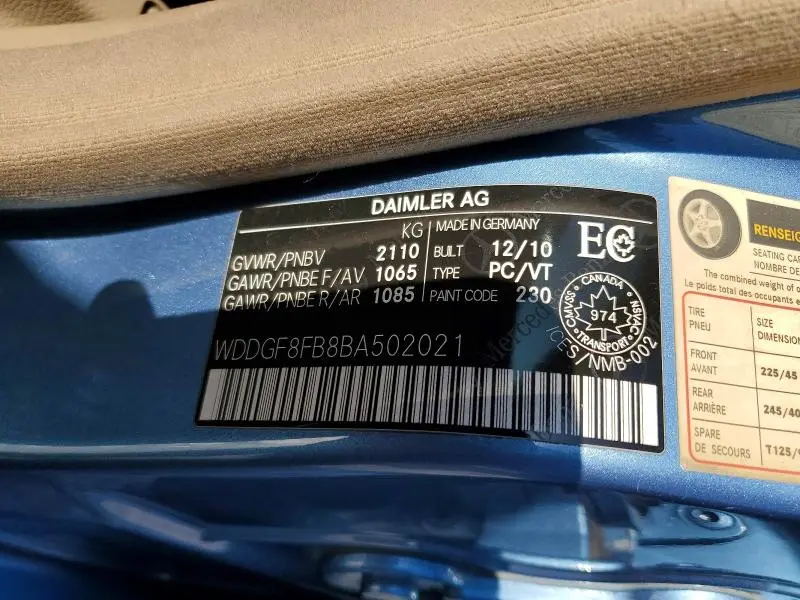 DAIMLER AG
KG
MADE IN GERMANY
GVWR/PNBV 2110
BUILT 12/10
GAWR/PNBE F/AV 1065
TYPE PC/VT
GAWR/PNBE R/AR 1085
PAINT CODE 230
EC
CANADA
CMVSS
974
NSVAC
TRANSPORT
ICES/NMB-002
WDDGF8FB8BA502021
RENSEIG
SEATING CA
NOMBRE DE
The combined weight of
Le poids total des occupants
TIRE
PNEU
SIZE
DIMENSION
FRONT
AVANT
225/45
REAR
ARRIÈRE
245/40
SPARE
DE SECOURS
T125/